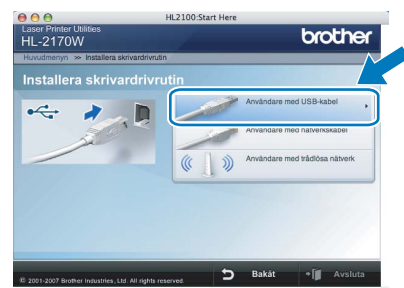 HL2100:Start Here
Laser Printer Utilities
brother
HL-2170W
Huvudmenyn >> Installera skrivardrivrutin
Installera skrivardrivrutin
Användare med USB-kabel
Användare med nätverkskabel
Användare med trådlösa nätverk
© 2001-2007 Brother Industries, Ltd. All rights reserved.
Bakåt
Avsluta